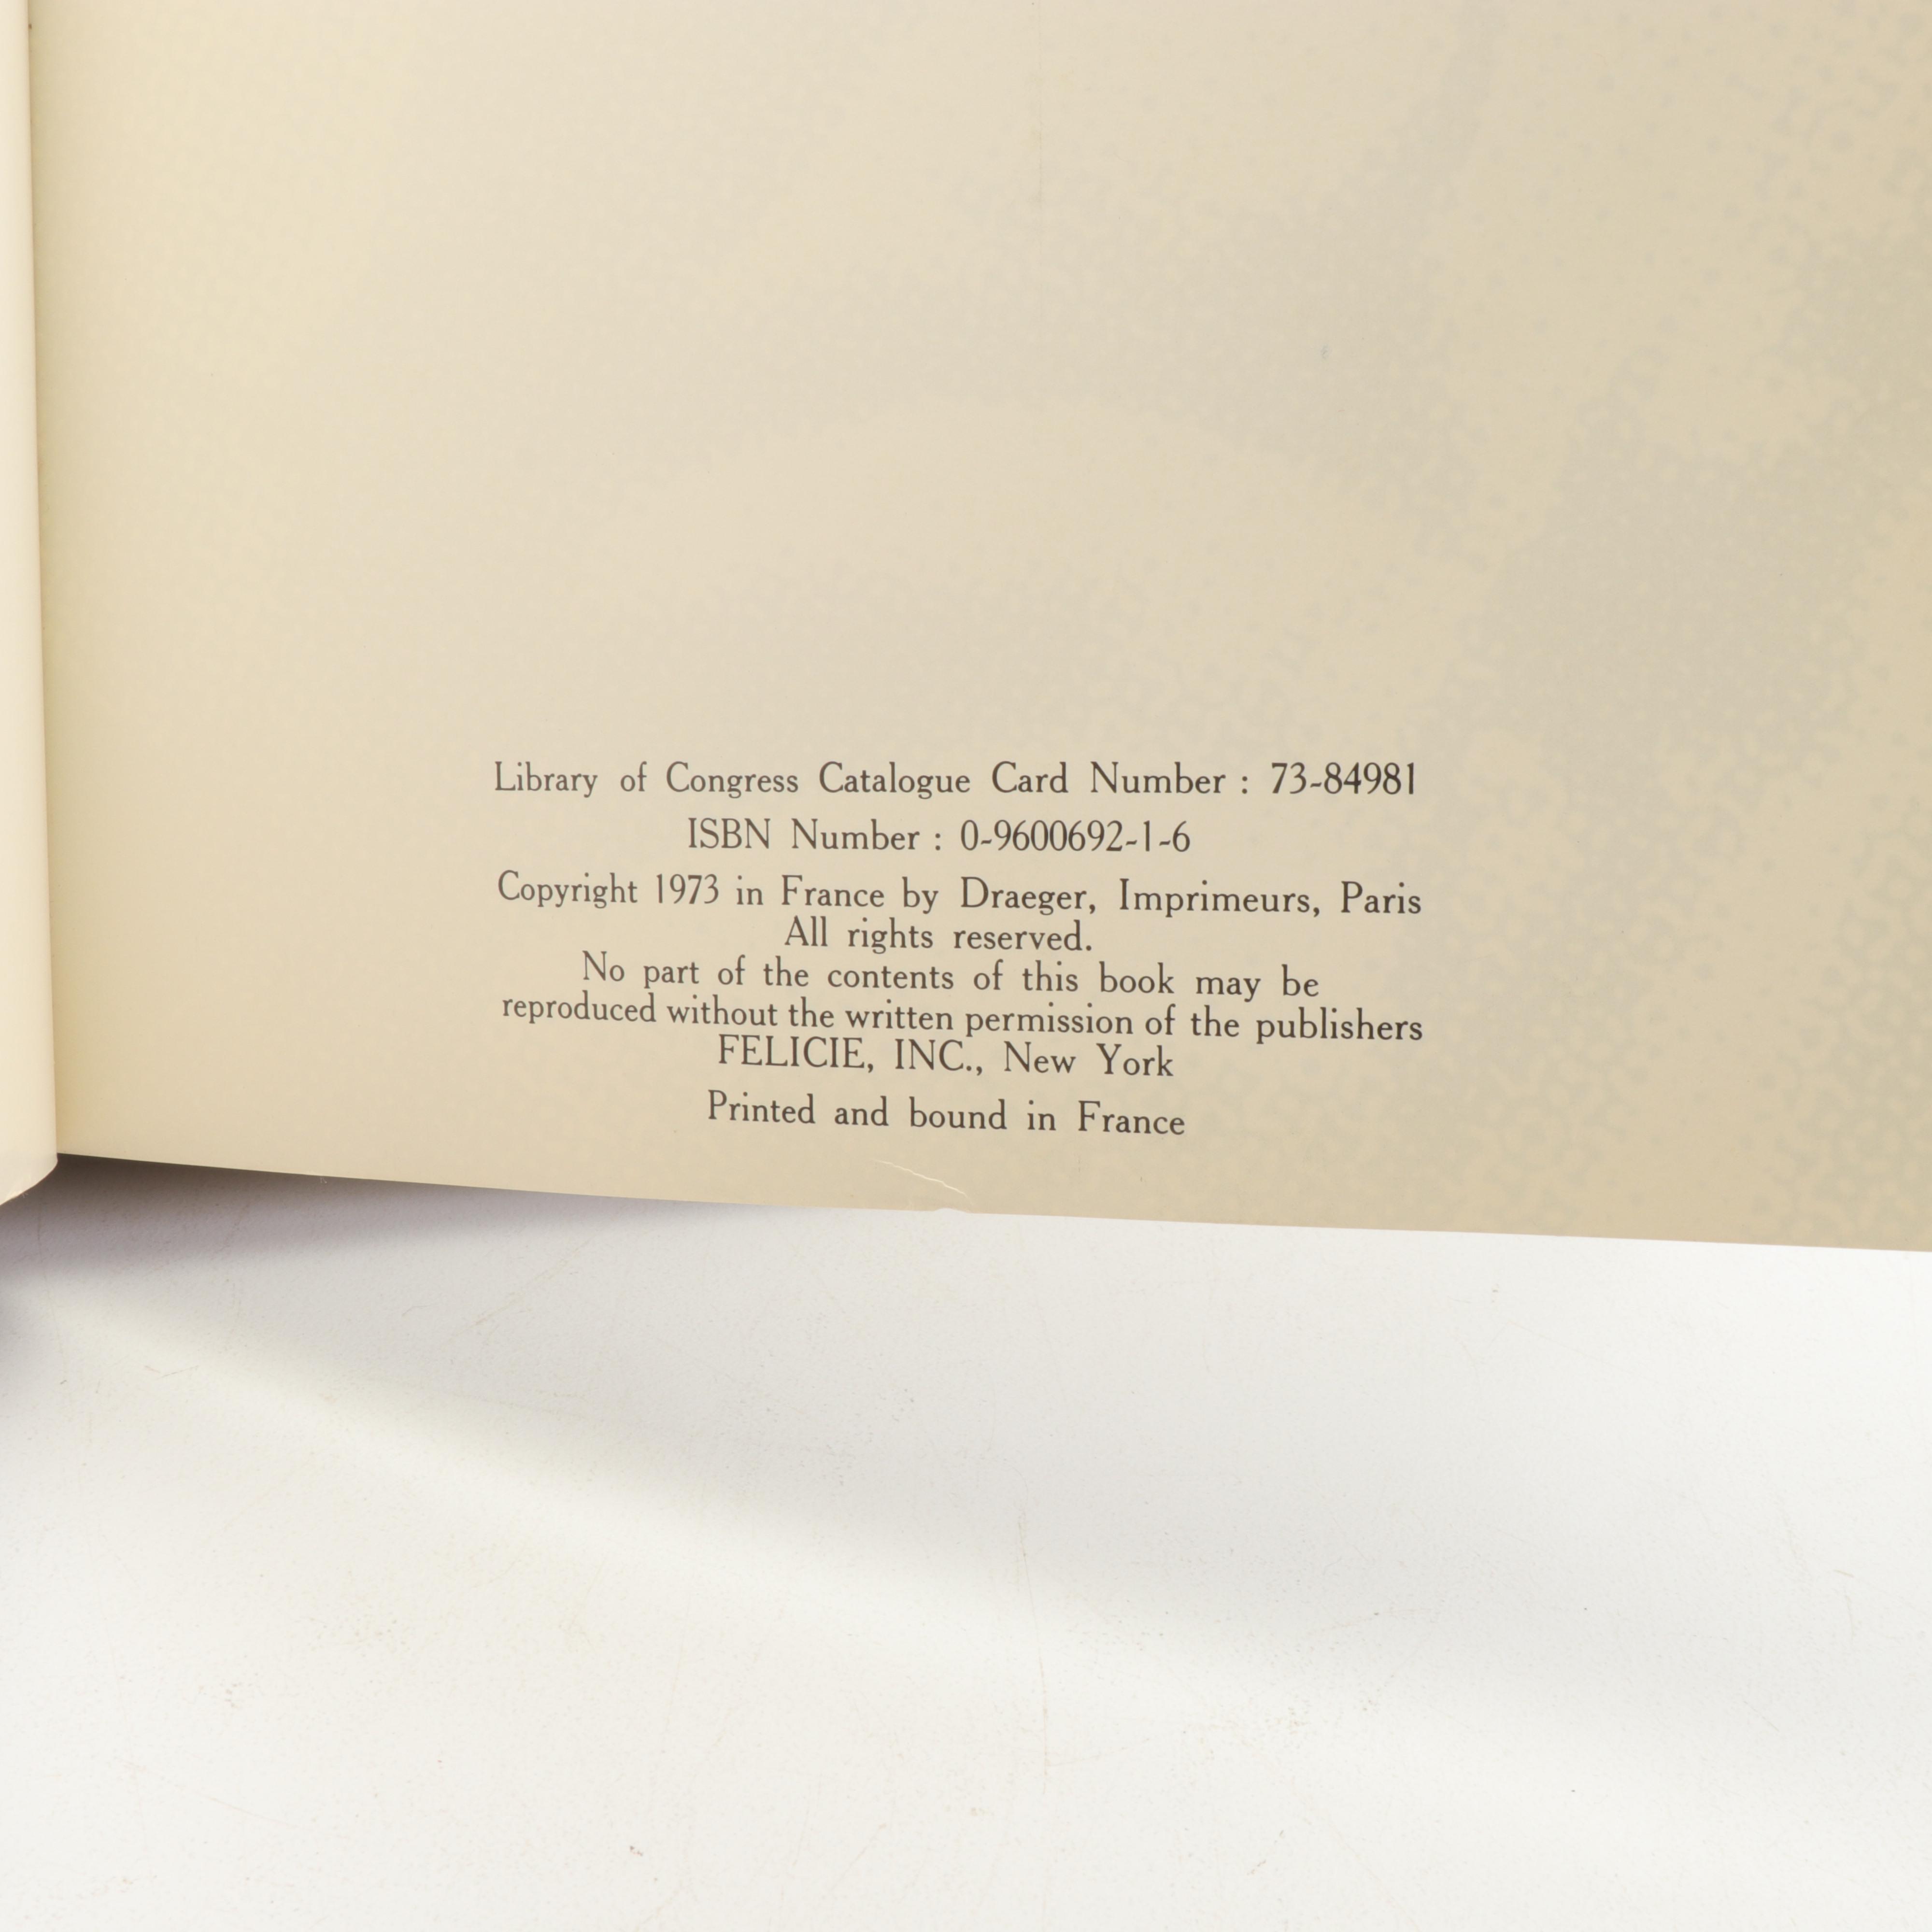 Library of Congress Catalogue Card Number : 73-84981
ISBN Number : 0-9600692-1-6
Copyright 1973 in France by Draeger, Imprimeurs, Paris
All rights reserved.
No part of the contents of this book may be
reproduced without the written permission of the publishers
FELICIE, INC., New York
Printed and bound in France